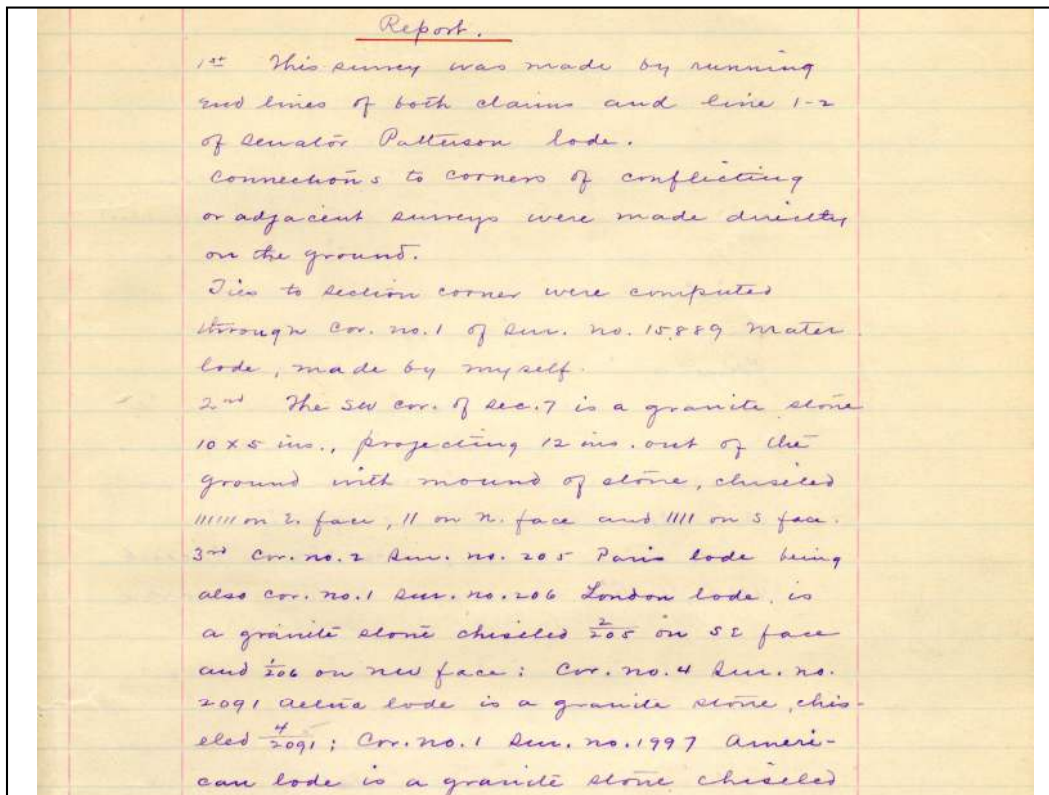 Report.
1st This survey was made by running
end lines of both claims and line 1-2
of Senator Patterson lode.
Connections to corners of conflicting
or adjacent surveys were made directly
on the ground.
Ties to section corner were computed
through Cor. no. 1 of Sur. no. 15,889 Mater
lode, made by myself.
2nd The SW cor. of Sec. 7 is a granite stone
10 x 5 ins., projecting 12 ins. out of the
ground with mound of stone, chiseled
111111 on E. face, 11 on N. face and 1111 on S face.
3rd Cor. no. 2 Sur. no. 205 Paris lode being
also cor. no. 1 Sur. no. 206 London lode, is
a granite stone chiseled 2/205 on SE face
and 1/206 on NW face; Cor. no. 4 Sur. no.
2091 Aetna lode is a granite stone, chis-
eled 4/2091; Cor. no. 1 Sur. no. 1997 Ameri-
can lode is a granite stone chiseled